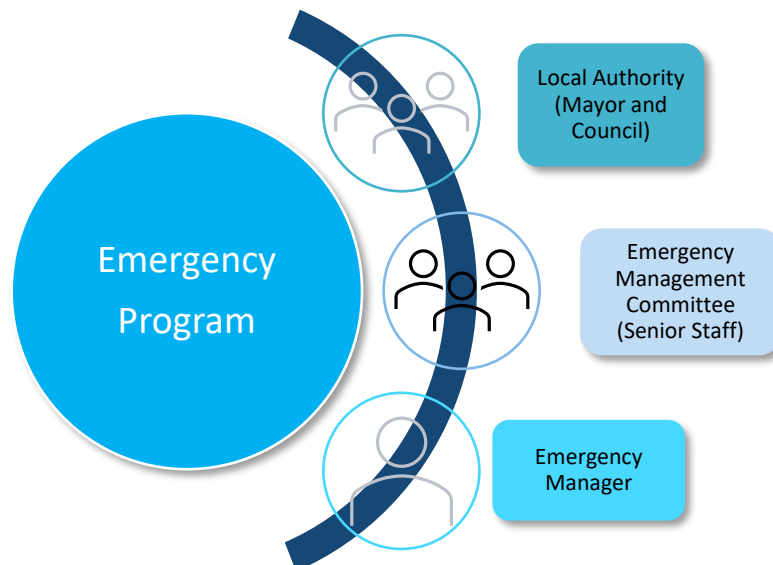 Emergency
Program
Local Authority
(Mayor and
Council)
Emergency
Management
Committee
(Senior Staff)
Emergency
Manager